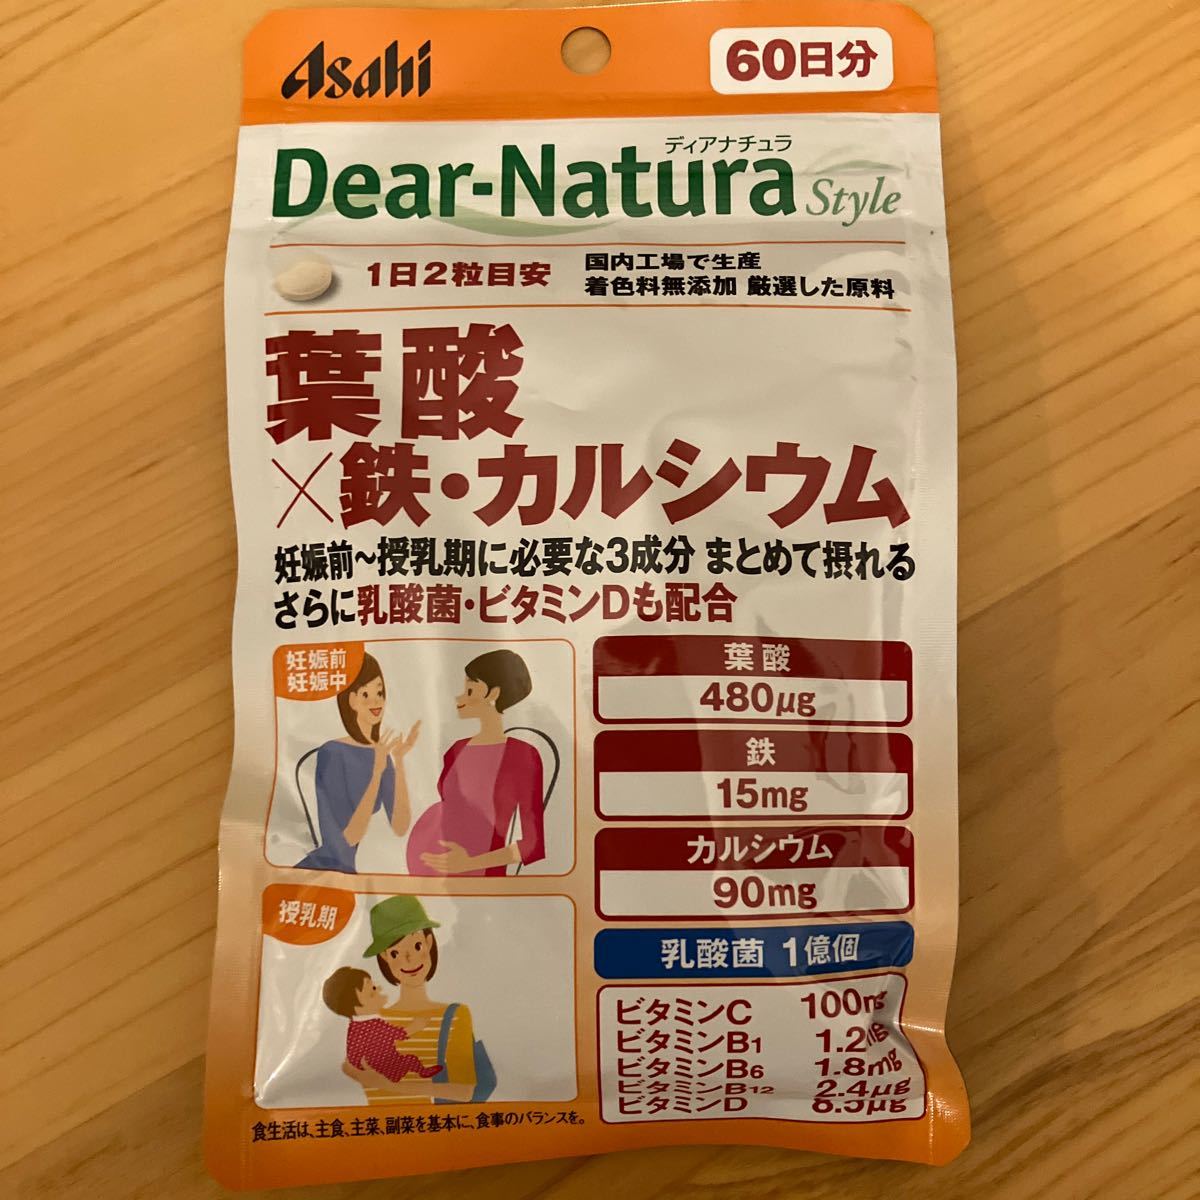 Asahi
60日分
ディアナチュラ
Dear-Natura Style
1日2粒目安
国内工場で生産
着色料無添加 厳選した原料
葉酸
×鉄・カルシウム
妊娠前~授乳期に必要な3成分 まとめて摂れる
さらに乳酸菌・ビタミンDも配合
妊娠前
妊娠中
葉酸
480μg
鉄
15mg
カルシウム
90mg
授乳期
乳酸菌 1億個
ビタミンC 100mg
ビタミンB1 1.2mg
ビタミンB6 1.8mg
ビタミンB12 2.4μg
ビタミンD
食生活は、主食、主菜、副菜を基本に、食事のバランスを。